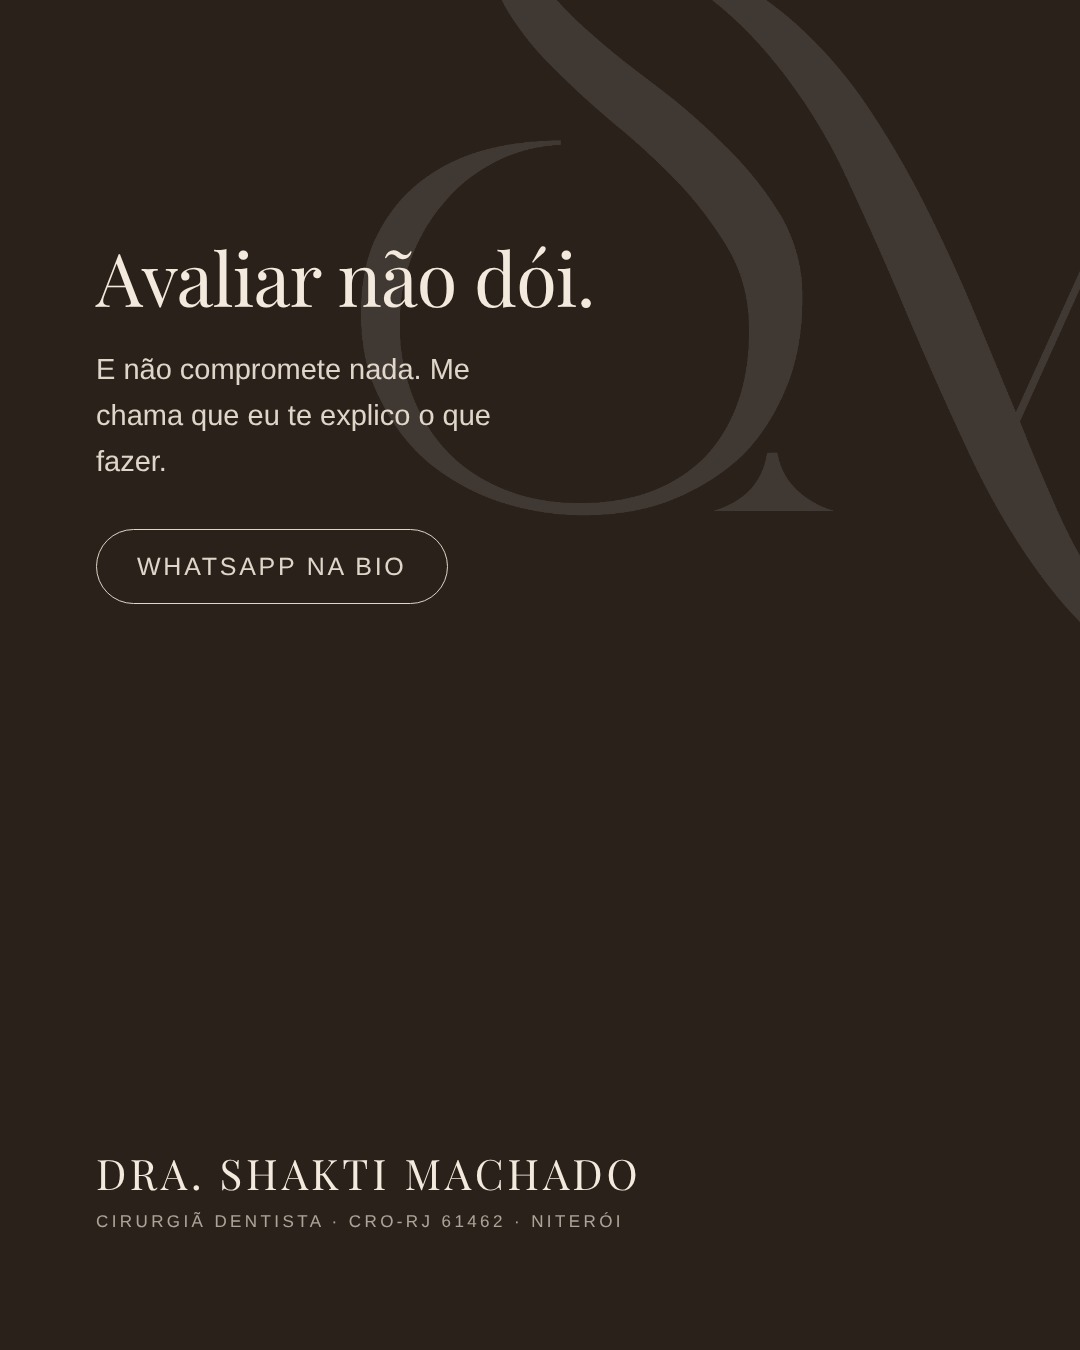 Avaliar não dói.
E não compromete nada. Me
chama que eu te explico o que
fazer.
WHATSAPP NA BIO
DRA. SHAKTI MACHADO
CIRURGIÃ DENTISTA · CRO-RJ 61462 · NITERÓI